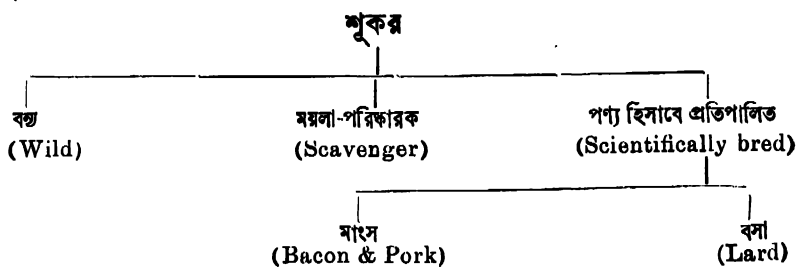 শূকর
বন্য
(Wild)
ময়লা-পরিষ্কারক
(Scavenger)
পণ্য হিসাবে প্রতিপালিত
(Scientifically bred)
মাংস
(Bacon & Pork)
বসা
(Lard)